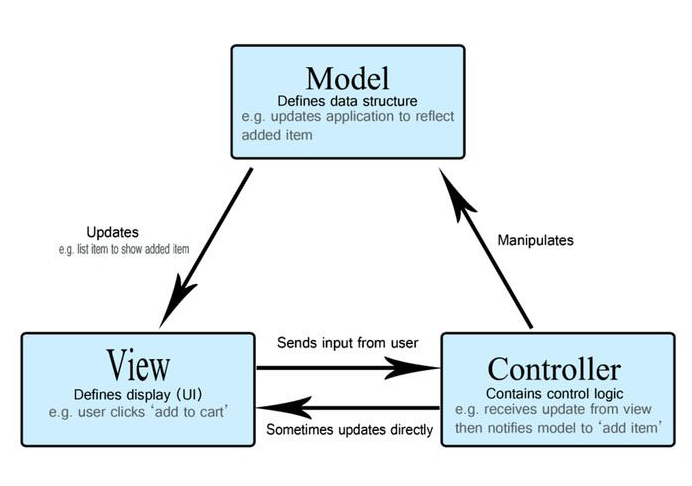 Model
Defines data structure
e.g. updates application to reflect
added item
Updates
e.g. list item to show added item
Manipulates
View
Defines display (UI)
e.g. user clicks ‘add to cart’
Sends input from user
Sometimes updates directly
Controller
Contains control logic
e.g. receives update from view
then notifies model to ‘add item’